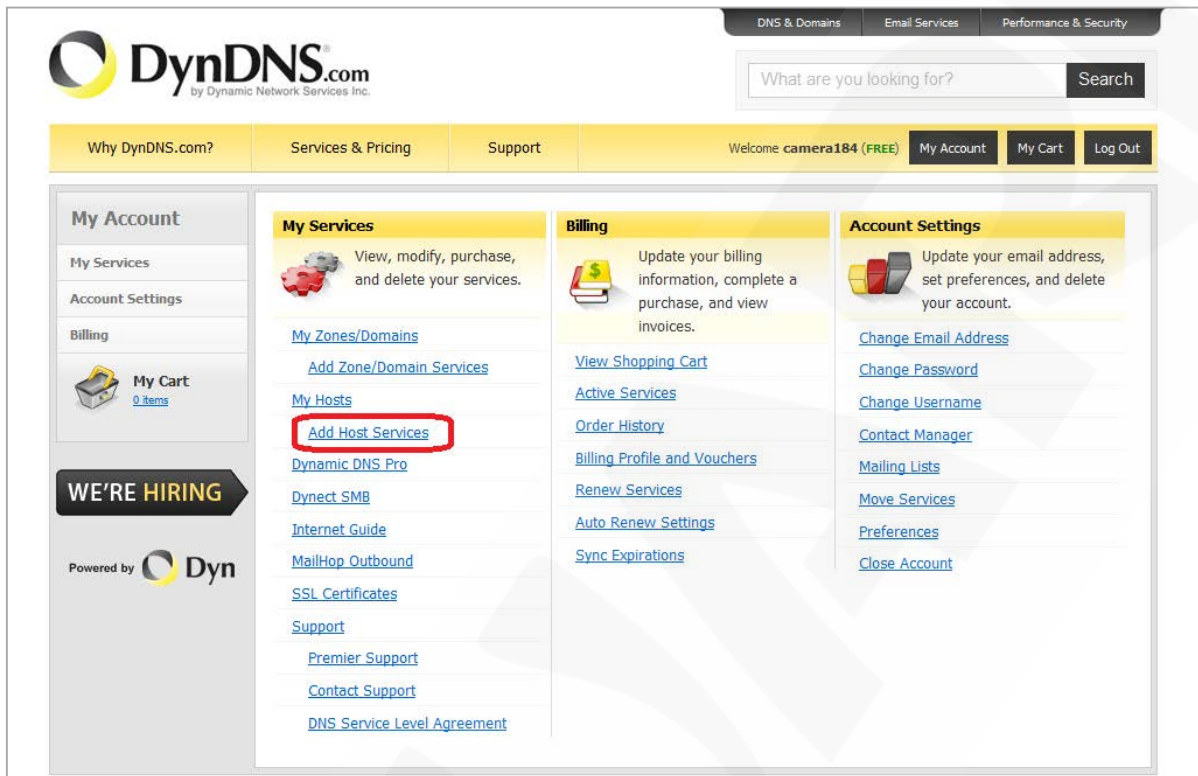 DNS & Domains Email Services Performance & Security
DynDNS.com
by Dynamic Network Services Inc.
What are you looking for? Search
Why DynDNS.com? Services & Pricing Support Welcome camera184 (FREE) My Account My Cart Log Out
My Account
My Services
Account Settings
Billing
My Cart
0 items
WE'RE HIRING
Powered by Dyn
My Services
View, modify, purchase,
and delete your services.
My Zones/Domains
Add Zone/Domain Services
My Hosts
Add Host Services
Dynamic DNS Pro
Dynect SMB
Internet Guide
MailHop Outbound
SSL Certificates
Support
Premier Support
Contact Support
DNS Service Level Agreement
Billing
Update your billing
information, complete a
purchase, and view
invoices.
View Shopping Cart
Active Services
Order History
Billing Profile and Vouchers
Renew Services
Auto Renew Settings
Sync Expirations
Account Settings
Update your email address,
set preferences, and delete
your account.
Change Email Address
Change Password
Change Username
Contact Manager
Mailing Lists
Move Services
Preferences
Close Account